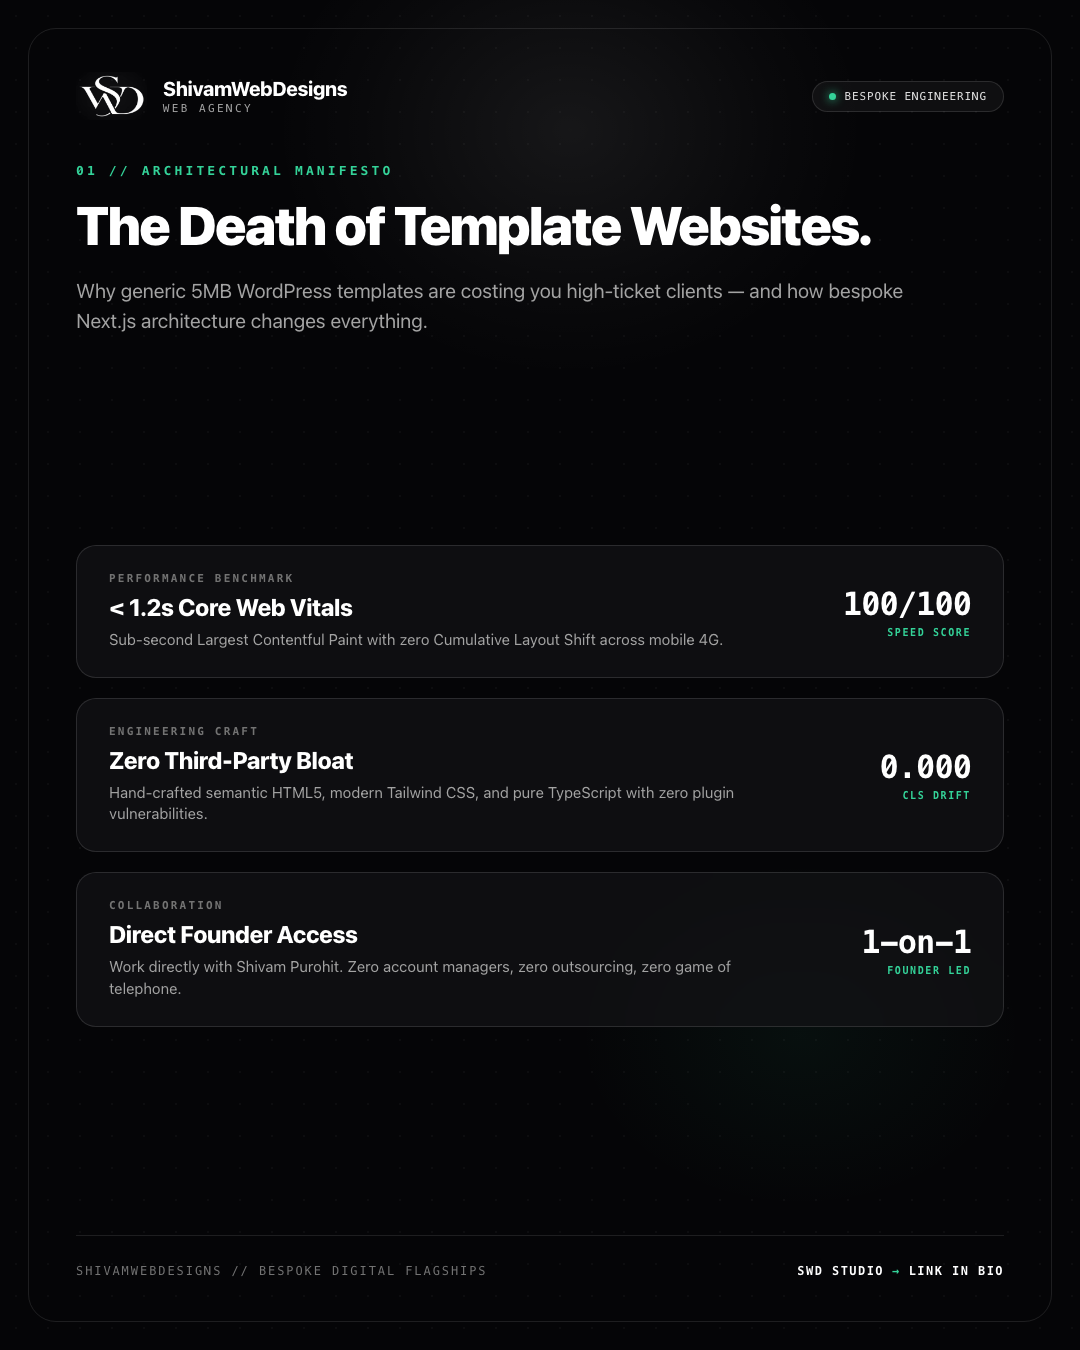 WSD
ShivamWebDesigns
WEB AGENCY
BESPOKE ENGINEERING
01 // ARCHITECTURAL MANIFESTO
The Death of Template Websites.
Why generic 5MB WordPress templates are costing you high-ticket clients — and how bespoke
Next.js architecture changes everything.
PERFORMANCE BENCHMARK
< 1.2s Core Web Vitals
Sub-second Largest Contentful Paint with zero Cumulative Layout Shift across mobile 4G.
100/100
SPEED SCORE
ENGINEERING CRAFT
Zero Third-Party Bloat
Hand-crafted semantic HTML5, modern Tailwind CSS, and pure TypeScript with zero plugin
vulnerabilities.
0.000
CLS DRIFT
COLLABORATION
Direct Founder Access
Work directly with Shivam Purohit. Zero account managers, zero outsourcing, zero game of
telephone.
1–on–1
FOUNDER LED
SHIVAMWEBDESIGNS // BESPOKE DIGITAL FLAGSHIPS
SWD STUDIO → LINK IN BIO